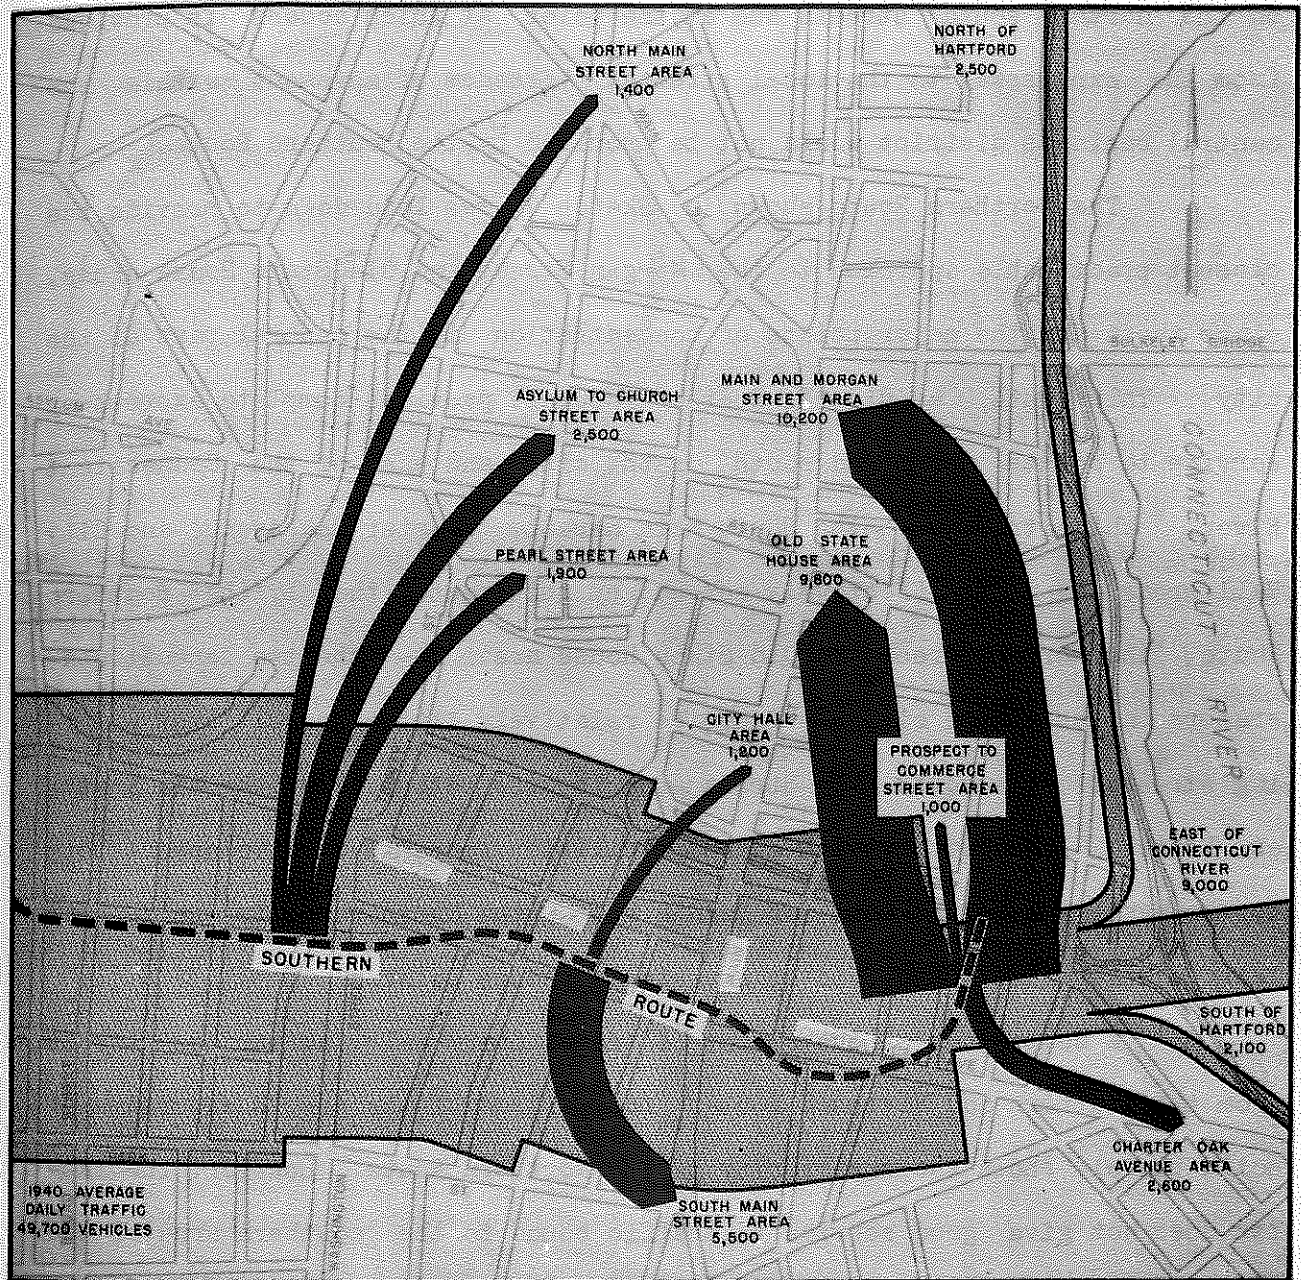 NORTH MAIN
STREET AREA
1,400
NORTH OF
HARTFORD
2,500
BULKELEY BRIDGE
ASYLUM TO CHURCH
STREET AREA
2,500
MAIN AND MORGAN
STREET AREA
10,200
CONNECTICUT RIVER
PEARL STREET AREA
1,900
OLD STATE
HOUSE AREA
9,800
CITY HALL
AREA
1,200
PROSPECT TO
COMMERCE
STREET AREA
1,000
EAST OF
CONNECTICUT
RIVER
9,000
SOUTHERN
ROUTE
SOUTH OF
HARTFORD
2,100
CHARTER OAK
AVENUE AREA
2,600
1940 AVERAGE
DAILY TRAFFIC
49,700 VEHICLES
SOUTH MAIN
STREET AREA
5,500